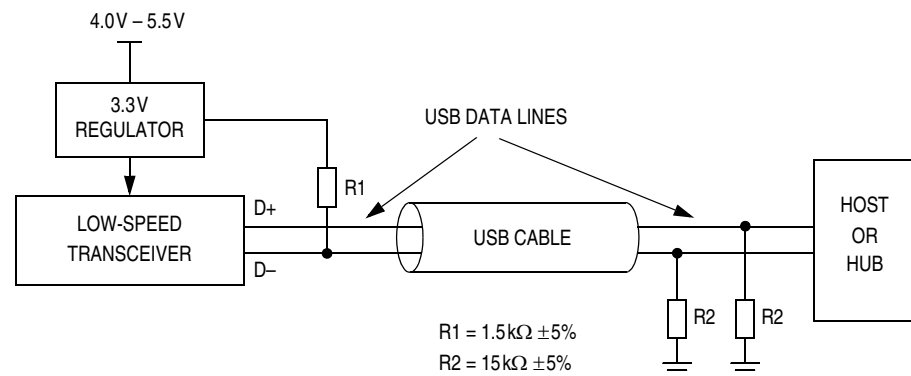 4.0V – 5.5V
3.3V
REGULATOR
USB DATA LINES
R1
D+
LOW-SPEED
TRANSCEIVER
D–
USB CABLE
HOST
OR
HUB
R2
R2
R1 = 1.5kΩ ±5%
R2 = 15kΩ ±5%